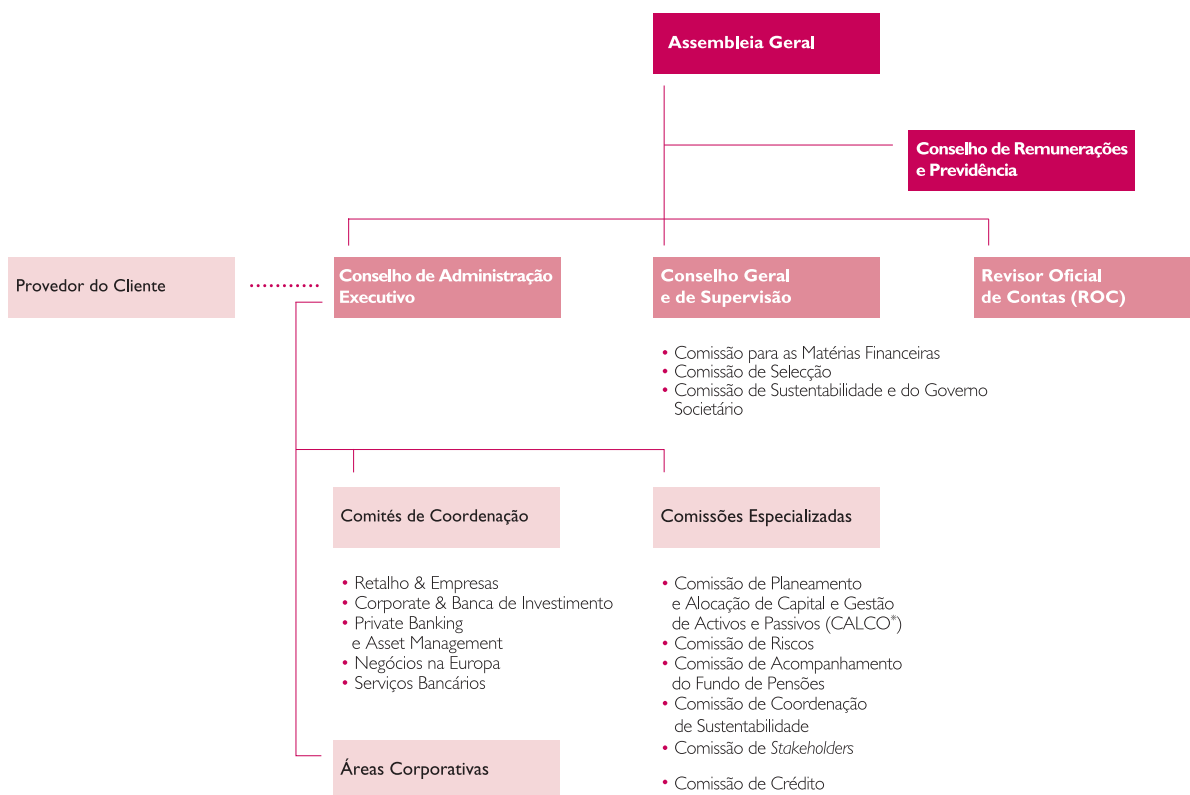 Assembleia Geral
Conselho de Remunerações
e Previdência
Provedor do Cliente
Conselho de Administração
Executivo
Conselho Geral
e de Supervisão
Revisor Oficial
de Contas (ROC)
• Comissão para as Matérias Financeiras
• Comissão de Selecção
• Comissão de Sustentabilidade e do Governo
Societário
Comités de Coordenação
• Retalho & Empresas
• Corporate & Banca de Investimento
• Private Banking
e Asset Management
• Negócios na Europa
• Serviços Bancários
Comissões Especializadas
• Comissão de Planeamento
e Alocação de Capital e Gestão
de Activos e Passivos (CALCO*)
• Comissão de Riscos
• Comissão de Acompanhamento
do Fundo de Pensões
• Comissão de Coordenação
de Sustentabilidade
• Comissão de Stakeholders
• Comissão de Crédito
Áreas Corporativas